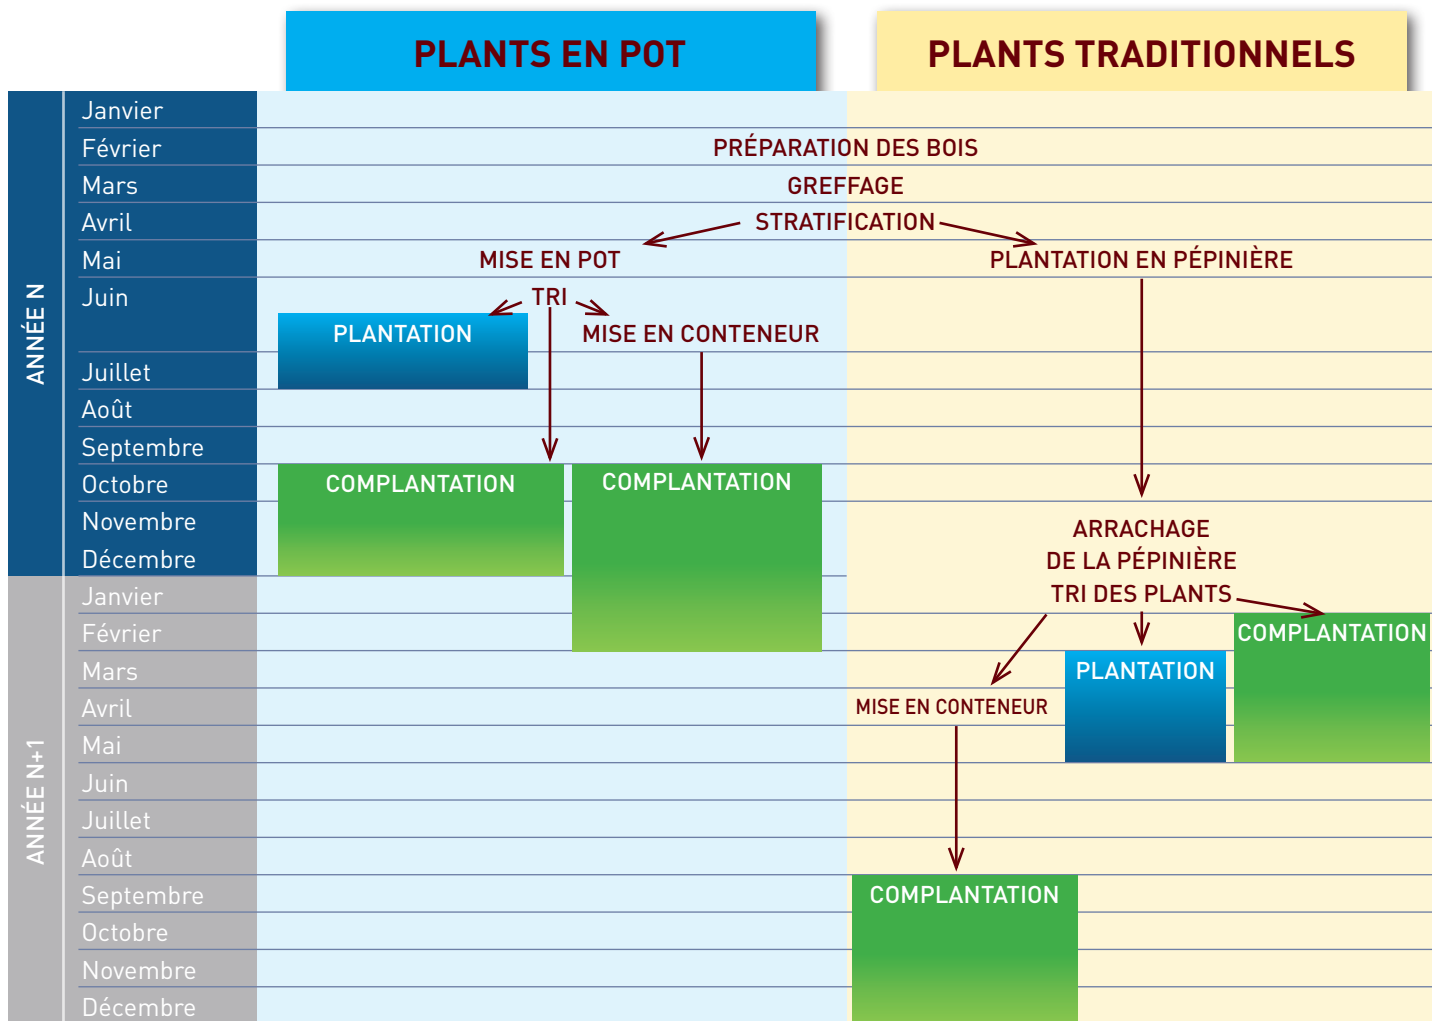 PLANTS EN POT
PLANTS TRADITIONNELS
ANNÉE N
Janvier
Février
PRÉPARATION DES BOIS
Mars
GREFFAGE
Avril
STRATIFICATION
Mai
MISE EN POT
PLANTATION EN PÉPINIÈRE
Juin
TRI
PLANTATION
MISE EN CONTENEUR
Juillet
Août
Septembre
Octobre
COMPLANTATION
COMPLANTATION
Novembre
ARRACHAGE
Décembre
DE LA PÉPINIÈRE
ANNÉE N+1
Janvier
TRI DES PLANTS
Février
COMPLANTATION
Mars
PLANTATION
Avril
MISE EN CONTENEUR
Mai
Juin
Juillet
Août
Septembre
COMPLANTATION
Octobre
Novembre
Décembre